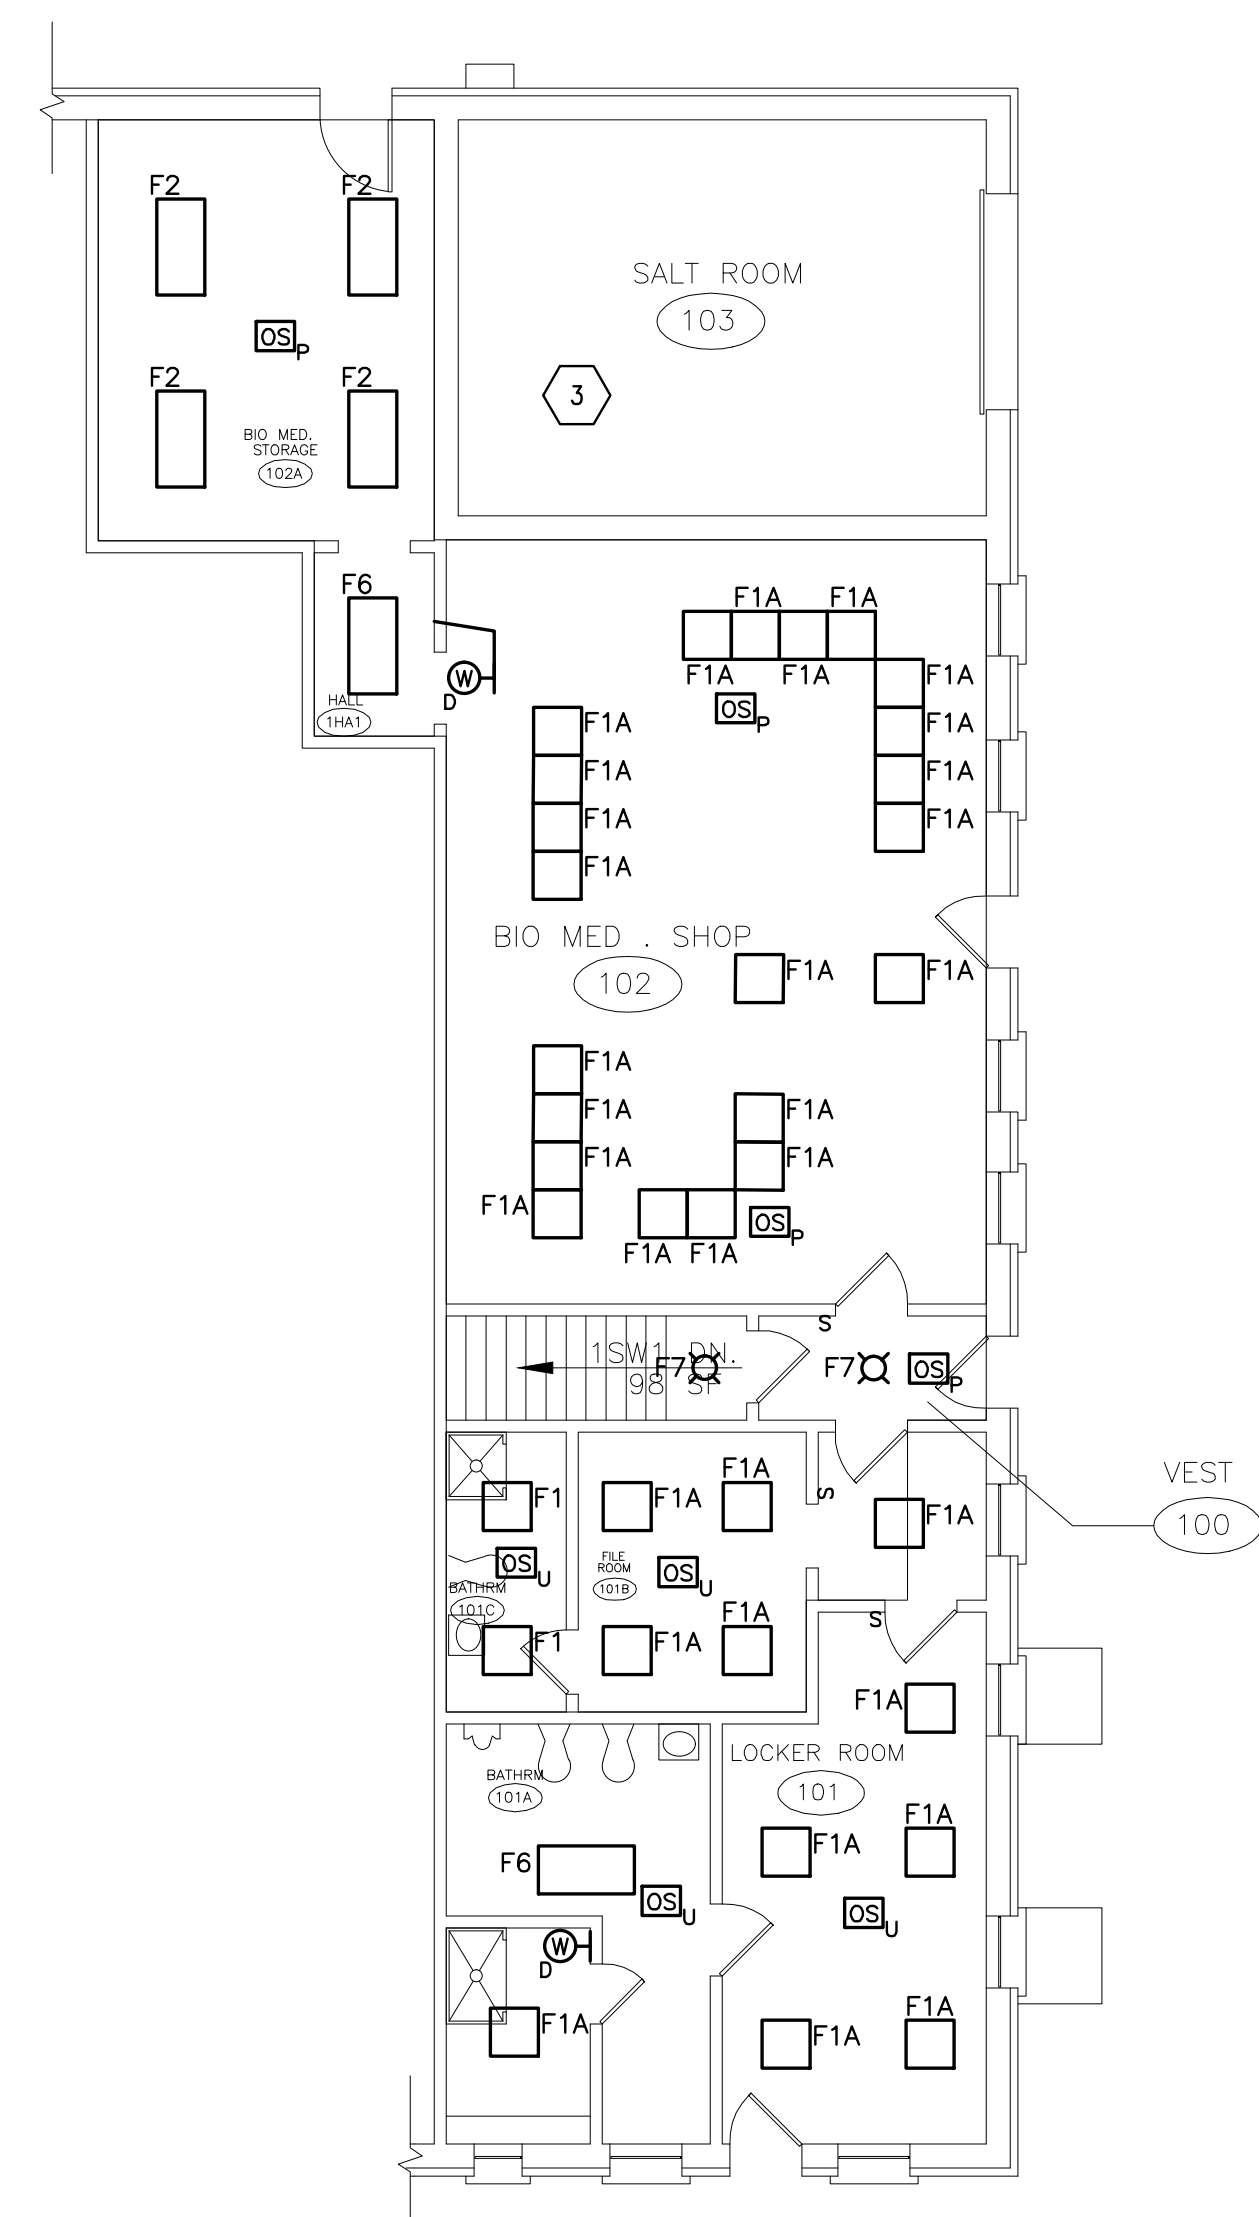 F2 F2
SALT ROOM
103
OS P
3
F2 F2
BIO MED.
STORAGE
102A
F6
F1A F1A
F1A F1A F1A
W
D
HALL
1HA1
OS P
F1A F1A
F1A F1A
F1A F1A
F1A
BIO MED . SHOP
102
F1A F1A
F1A
F1A F1A
F1A F1A
F1A
OS P
F1A F1A
S
1SW1 DN.
98 SF
F7
F7
OS P
VEST
100
F1A
F1 F1A
S
F1A
FILE
ROOM
101B
OS U
OS U
BATHRM
101C
F1A
S
F1 F1A
F1A
LOCKER ROOM
101
BATHRM
101A
F1A
F1A
F6
OS U
OS U
W
D
F1A
F1A
F1A